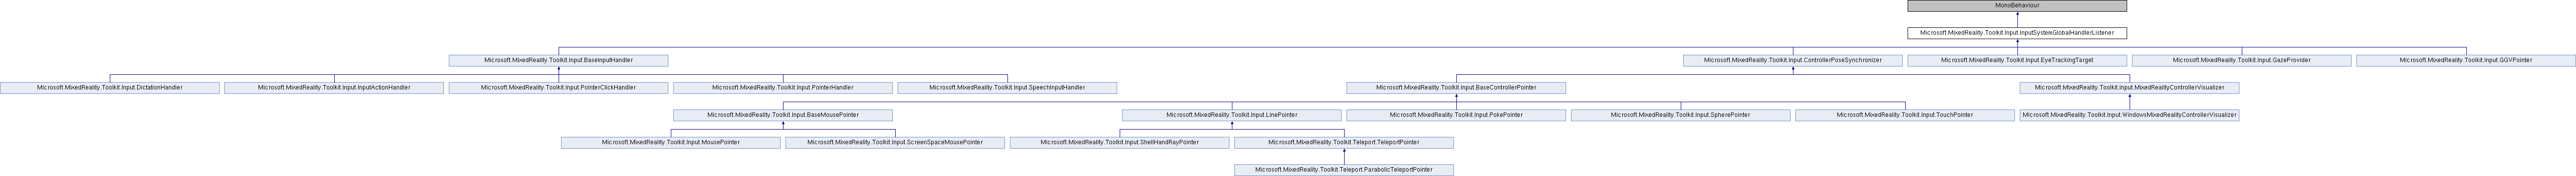 MonoBehaviour
Microsoft.MixedReality.Toolkit.Input.InputSystemGlobalHandlerListener
Microsoft.MixedReality.Toolkit.Input.BaseInputHandler
Microsoft.MixedReality.Toolkit.Input.ControllerPoseSynchronizer
Microsoft.MixedReality.Toolkit.Input.EyeTrackingTarget
Microsoft.MixedReality.Toolkit.Input.GazeProvider
Microsoft.MixedReality.Toolkit.Input.GGVPointer
Microsoft.MixedReality.Toolkit.Input.DictationHandler
Microsoft.MixedReality.Toolkit.Input.InputActionHandler
Microsoft.MixedReality.Toolkit.Input.PointerClickHandler
Microsoft.MixedReality.Toolkit.Input.PointerHandler
Microsoft.MixedReality.Toolkit.Input.SpeechInputHandler
Microsoft.MixedReality.Toolkit.Input.BaseControllerPointer
Microsoft.MixedReality.Toolkit.Input.MixedRealityControllerVisualizer
Microsoft.MixedReality.Toolkit.Input.BaseMousePointer
Microsoft.MixedReality.Toolkit.Input.LinePointer
Microsoft.MixedReality.Toolkit.Input.PokePointer
Microsoft.MixedReality.Toolkit.Input.SpherePointer
Microsoft.MixedReality.Toolkit.Input.TouchPointer
Microsoft.MixedReality.Toolkit.Input.WindowsMixedRealityControllerVisualizer
Microsoft.MixedReality.Toolkit.Input.MousePointer
Microsoft.MixedReality.Toolkit.Input.ScreenSpaceMousePointer
Microsoft.MixedReality.Toolkit.Input.ShellHandRayPointer
Microsoft.MixedReality.Toolkit.Teleport.TeleportPointer
Microsoft.MixedReality.Toolkit.Teleport.ParabolicTeleportPointer